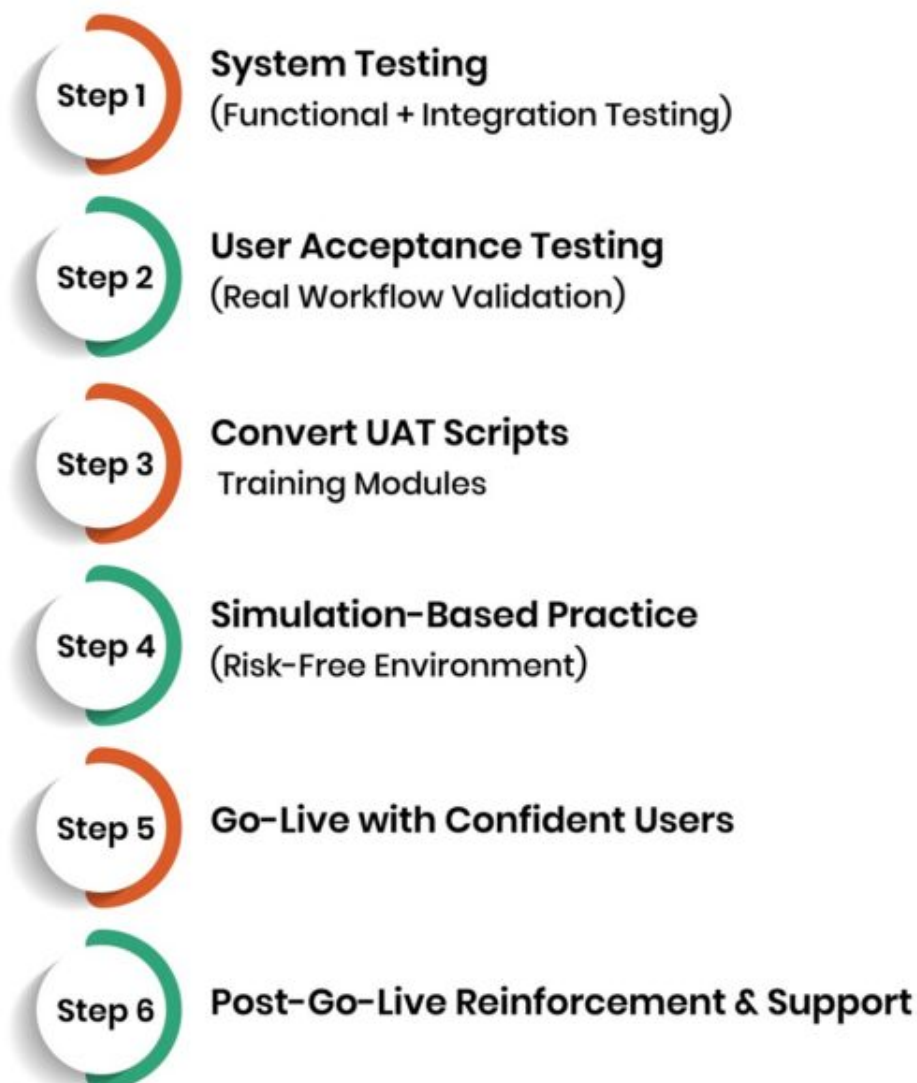 Step 1
System Testing
(Functional + Integration Testing)
Step 2
User Acceptance Testing
(Real Workflow Validation)
Step 3
Convert UAT Scripts
Training Modules
Step 4
Simulation-Based Practice
(Risk-Free Environment)
Step 5
Go-Live with Confident Users
Step 6
Post-Go-Live Reinforcement & Support